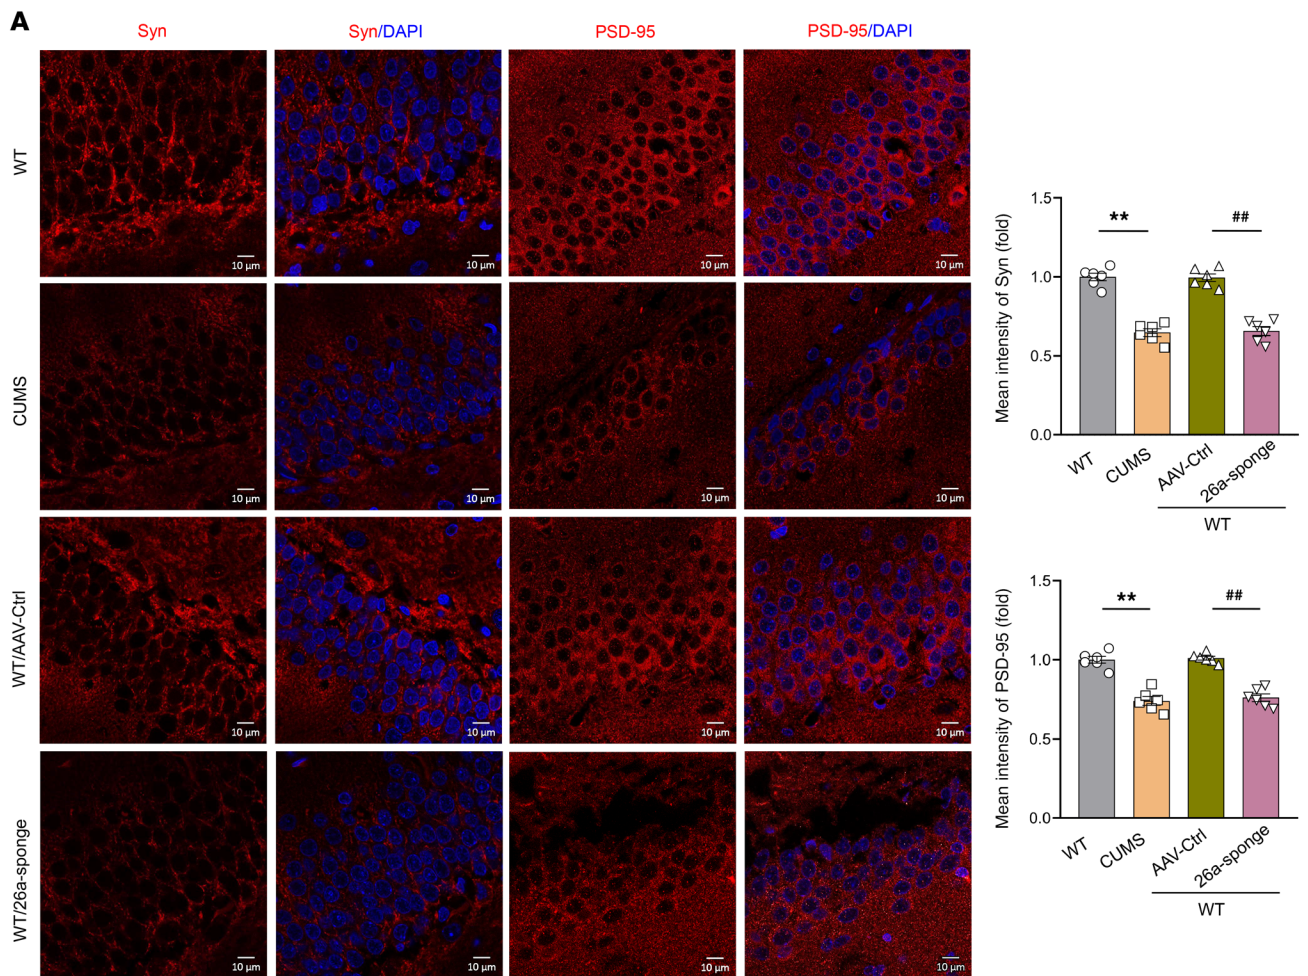 A
Syn
Syn/DAPI
PSD-95
PSD-95/DAPI
WT
10 µm
10 µm
10 µm
10 µm
CUMS
10 µm
10 µm
10 µm
10 µm
WT/AAV-Ctrl
10 µm
10 µm
10 µm
10 µm
WT/26a-sponge
10 µm
10 µm
10 µm
10 µm
Mean intensity of Syn (fold)
1.5
1.0
0.5
0.0
**
##
WT
CUMS
AAV-Ctrl
26a-sponge
WT
Mean intensity of PSD-95 (fold)
1.5
1.0
0.5
0.0
**
##
WT
CUMS
AAV-Ctrl
26a-sponge
WT